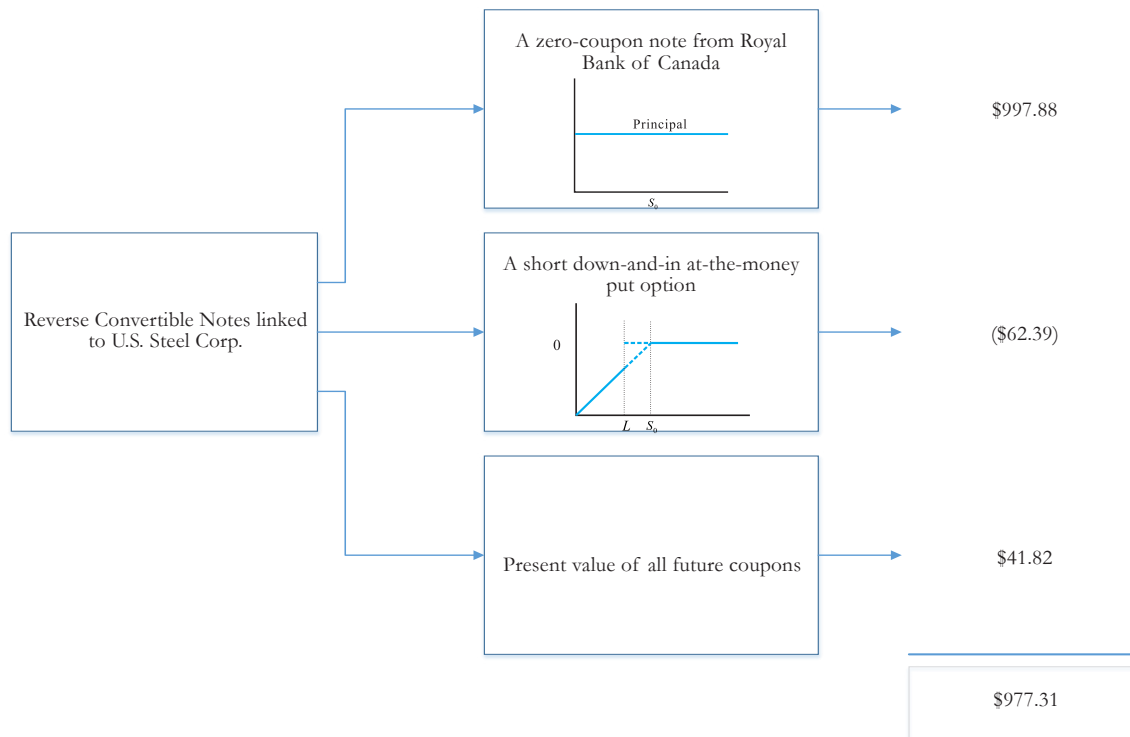 A zero-coupon note from Royal
Bank of Canada
Principal
S₀
$997.88
Reverse Convertible Notes linked
to U.S. Steel Corp.
A short down-and-in at-the-money
put option
0
L S₀
($62.39)
Present value of all future coupons
$41.82
$977.31